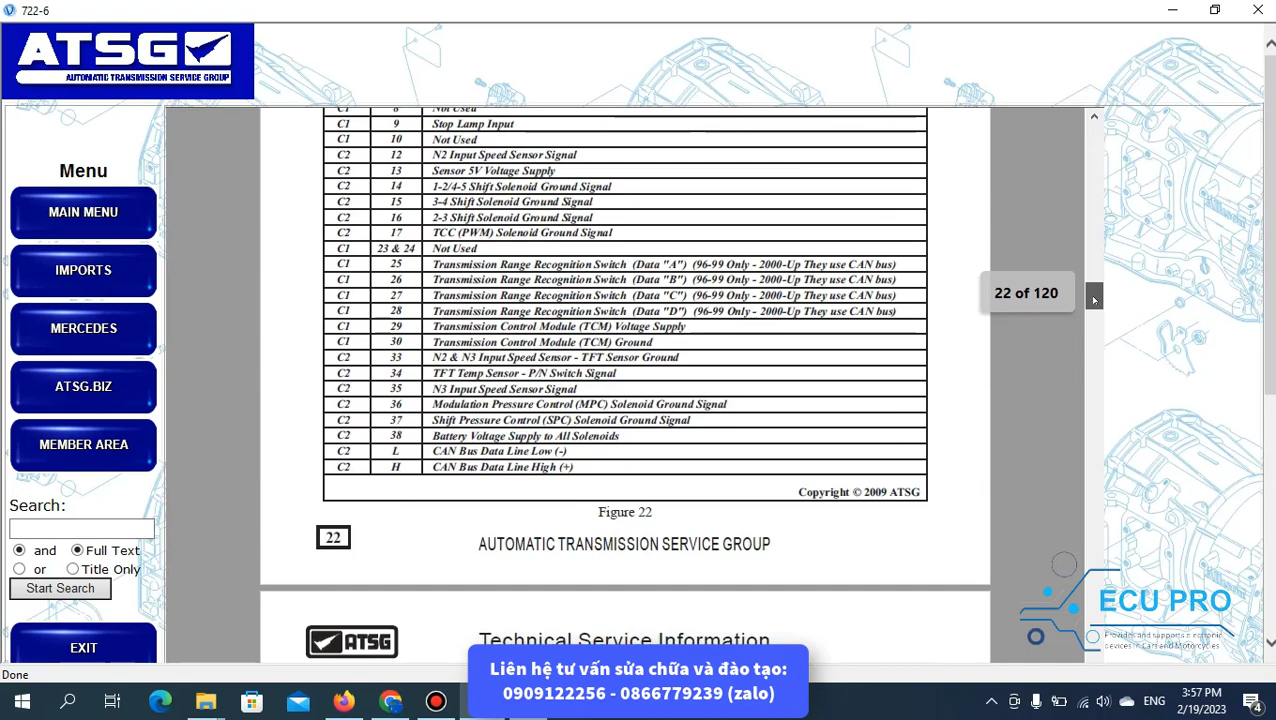 722-6
ATSG
AUTOMATIC TRANSMISSION SERVICE GROUP
Menu
MAIN MENU
IMPORTS
MERCEDES
ATSG.BIZ
MEMBER AREA
Search:
and Full Text
or Title Only
Start Search
EXIT
C1 8 Not Used
C1 9 Stop Lamp Input
C1 10 Not Used
C2 12 N2 Input Speed Sensor Signal
C2 13 Sensor 5V Voltage Supply
C2 14 1-2/4-5 Shift Solenoid Ground Signal
C2 15 3-4 Shift Solenoid Ground Signal
C2 16 2-3 Shift Solenoid Ground Signal
C2 17 TCC (PWM) Solenoid Ground Signal
C1 23 & 24 Not Used
C1 25 Transmission Range Recognition Switch (Data "A") (96-99 Only - 2000-Up They use CAN bus)
C1 26 Transmission Range Recognition Switch (Data "B") (96-99 Only - 2000-Up They use CAN bus)
C1 27 Transmission Range Recognition Switch (Data "C") (96-99 Only - 2000-Up They use CAN bus)
C1 28 Transmission Range Recognition Switch (Data "D") (96-99 Only - 2000-Up They use CAN bus)
C1 29 Transmission Control Module (TCM) Voltage Supply
C1 30 Transmission Control Module (TCM) Ground
C2 33 N2 & N3 Input Speed Sensor - TFT Sensor Ground
C2 34 TFT Temp Sensor - P/N Switch Signal
C2 35 N3 Input Speed Sensor Signal
C2 36 Modulation Pressure Control (MPC) Solenoid Ground Signal
C2 37 Shift Pressure Control (SPC) Solenoid Ground Signal
C2 38 Battery Voltage Supply to All Solenoids
C2 L CAN Bus Data Line Low (-)
C2 H CAN Bus Data Line High (+)
Copyright © 2009 ATSG
Figure 22
22 AUTOMATIC TRANSMISSION SERVICE GROUP
ATSG Technical Service Information
22 of 120
ECU PRO
Provides and supports electronic
devices in Cars and Motorcycles
Done
Liên hệ tư vấn sửa chữa và đào tạo:
0909122256 - 0866779239 (zalo)
ENG
3:57 PM
2/19/2023
4